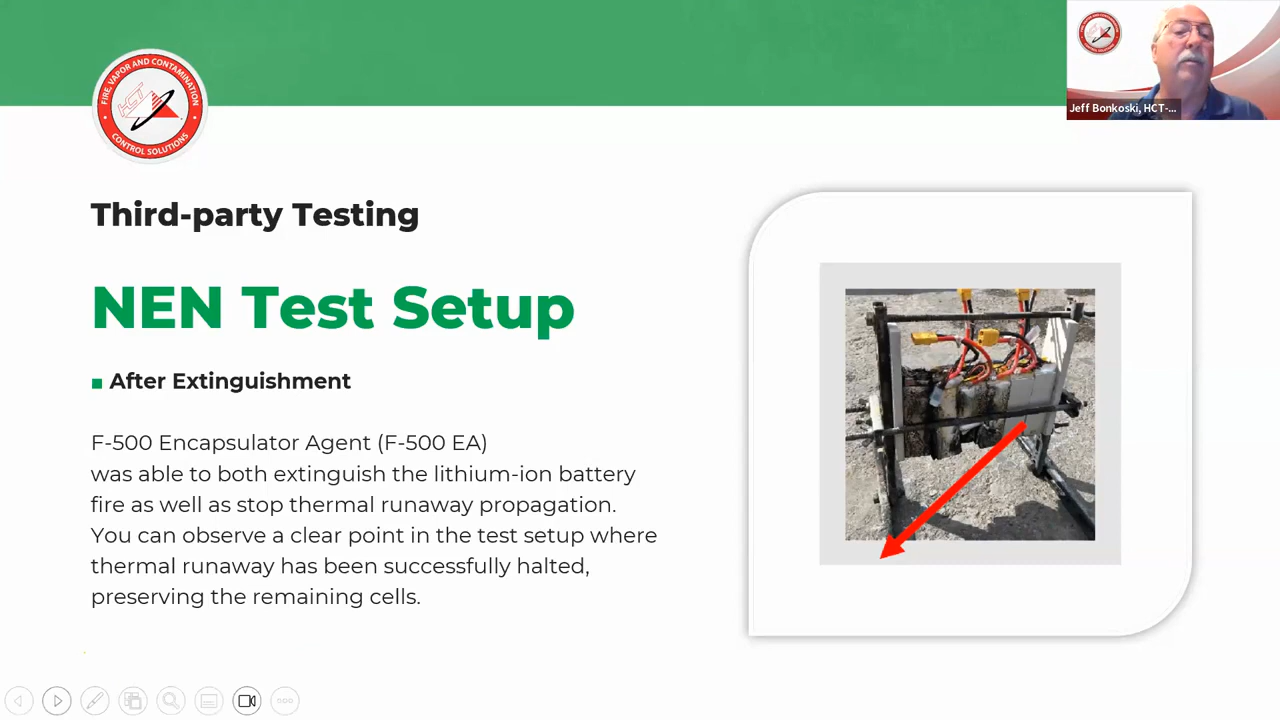 FIRE, VAPOR AND CONTAMINATION
HCT
CONTROL SOLUTIONS
Jeff Bonkoski, HCT-...
Third-party Testing
NEN Test Setup
After Extinguishment
F-500 Encapsulator Agent (F-500 EA)
was able to both extinguish the lithium-ion battery
fire as well as stop thermal runaway propagation.
You can observe a clear point in the test setup where
thermal runaway has been successfully halted,
preserving the remaining cells.